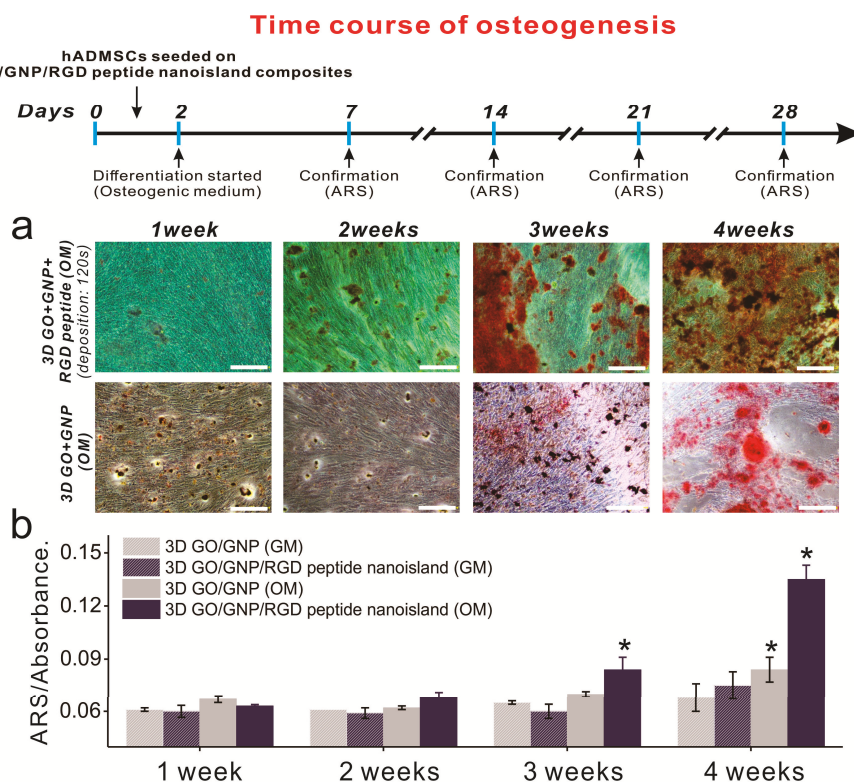 Time course of osteogenesis
hADMSCs seeded on
/GNP/RGD peptide nanoisland composites
Days 0 2 7 14 21 28
Differentiation started
(Osteogenic medium)
Confirmation
(ARS)
Confirmation
(ARS)
Confirmation
(ARS)
Confirmation
(ARS)
a
1week 2weeks 3weeks 4weeks
3D GO+GNP+
RGD peptide (OM)
(deposition: 120s)
3D GO+GNP
(OM)
b
ARS/Absorbance.
0.15
0.12
0.09
0.06
3D GO/GNP (GM)
3D GO/GNP/RGD peptide nanoisland (GM)
3D GO/GNP (OM)
3D GO/GNP/RGD peptide nanoisland (OM)
* * *
1 week 2 weeks 3 weeks 4 weeks